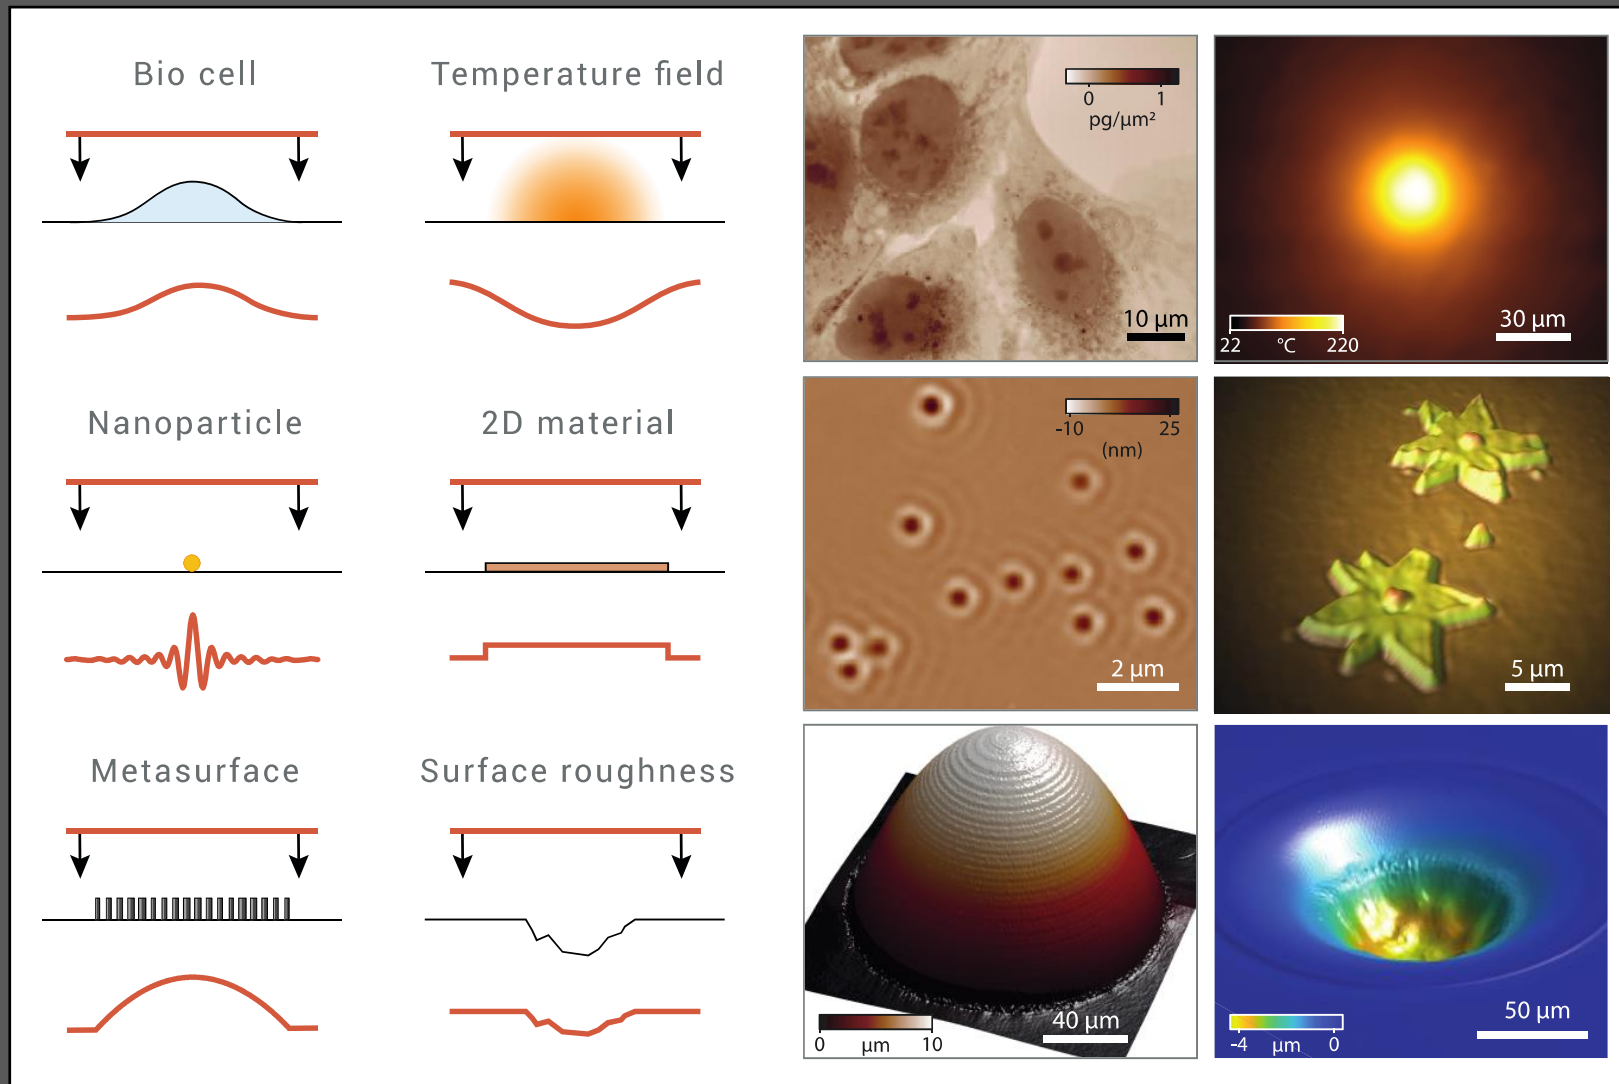 Bio cell
Temperature field
Nanoparticle
2D material
Metasurface
Surface roughness
0 1
pg/µm²
10 µm
22 °C 220
30 µm
-10 25
(nm)
2 µm
5 µm
0 µm 10
40 µm
-4 µm 0
50 µm